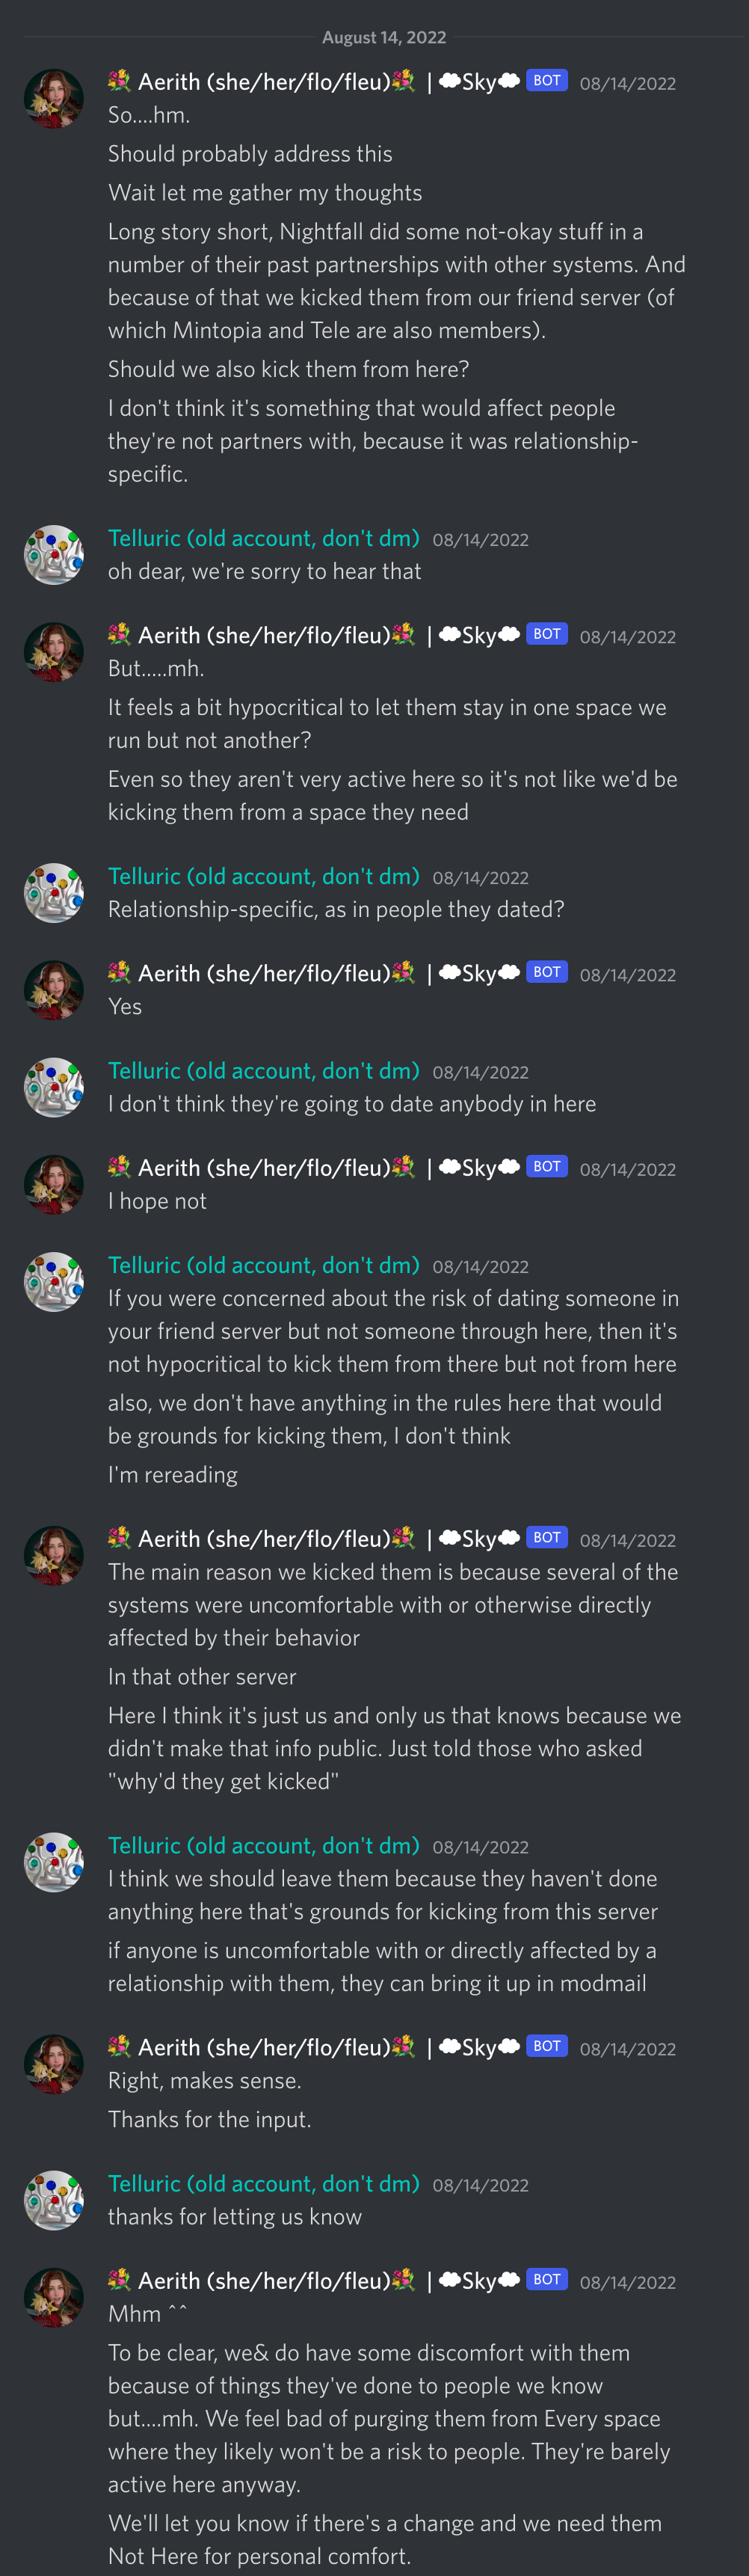 August 14, 2022
💐 Aerith (she/her/flo/fleu)💐 | ☁Sky☁ BOT 08/14/2022
So....hm.
Should probably address this
Wait let me gather my thoughts
Long story short, Nightfall did some not-okay stuff in a
number of their past partnerships with other systems. And
because of that we kicked them from our friend server (of
which Mintopia and Tele are also members).
Should we also kick them from here?
I don't think it's something that would affect people
they're not partners with, because it was relationship-
specific.
Telluric (old account, don't dm) 08/14/2022
oh dear, we're sorry to hear that
💐 Aerith (she/her/flo/fleu)💐 | ☁Sky☁ BOT 08/14/2022
But.....mh.
It feels a bit hypocritical to let them stay in one space we
run but not another?
Even so they aren't very active here so it's not like we'd be
kicking them from a space they need
Telluric (old account, don't dm) 08/14/2022
Relationship-specific, as in people they dated?
💐 Aerith (she/her/flo/fleu)💐 | ☁Sky☁ BOT 08/14/2022
Yes
Telluric (old account, don't dm) 08/14/2022
I don't think they're going to date anybody in here
💐 Aerith (she/her/flo/fleu)💐 | ☁Sky☁ BOT 08/14/2022
I hope not
Telluric (old account, don't dm) 08/14/2022
If you were concerned about the risk of dating someone in
your friend server but not someone through here, then it's
not hypocritical to kick them from there but not from here
also, we don't have anything in the rules here that would
be grounds for kicking them, I don't think
I'm rereading
💐 Aerith (she/her/flo/fleu)💐 | ☁Sky☁ BOT 08/14/2022
The main reason we kicked them is because several of the
systems were uncomfortable with or otherwise directly
affected by their behavior
In that other server
Here I think it's just us and only us that knows because we
didn't make that info public. Just told those who asked
"why'd they get kicked"
Telluric (old account, don't dm) 08/14/2022
I think we should leave them because they haven't done
anything here that's grounds for kicking from this server
if anyone is uncomfortable with or directly affected by a
relationship with them, they can bring it up in modmail
💐 Aerith (she/her/flo/fleu)💐 | ☁Sky☁ BOT 08/14/2022
Right, makes sense.
Thanks for the input.
Telluric (old account, don't dm) 08/14/2022
thanks for letting us know
💐 Aerith (she/her/flo/fleu)💐 | ☁Sky☁ BOT 08/14/2022
Mhm ^^
To be clear, we& do have some discomfort with them
because of things they've done to people we know
but....mh. We feel bad of purging them from Every space
where they likely won't be a risk to people. They're barely
active here anyway.
We'll let you know if there's a change and we need them
Not Here for personal comfort.